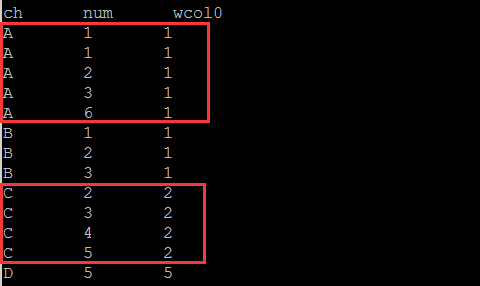 ch num wcol0
A 1 1
A 1 1
A 2 1
A 3 1
A 6 1
B 1 1
B 2 1
B 3 1
C 2 2
C 3 2
C 4 2
C 5 2
D 5 5